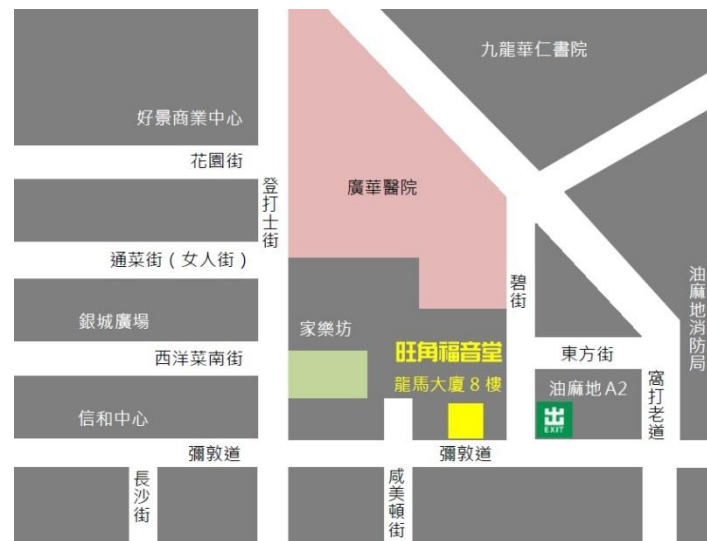 九龍華仁書院
好景商業中心
花園街
廣華醫院
登打士街
通菜街(女人街)
碧街
油麻地消防局
銀城廣場
家樂坊
旺角福音堂
東方街
西洋菜南街
龍馬大廈 8 樓
油麻地 A2
窩打老道
信和中心
出
EXIT
彌敦道
彌敦道
長沙街
咸美頓街